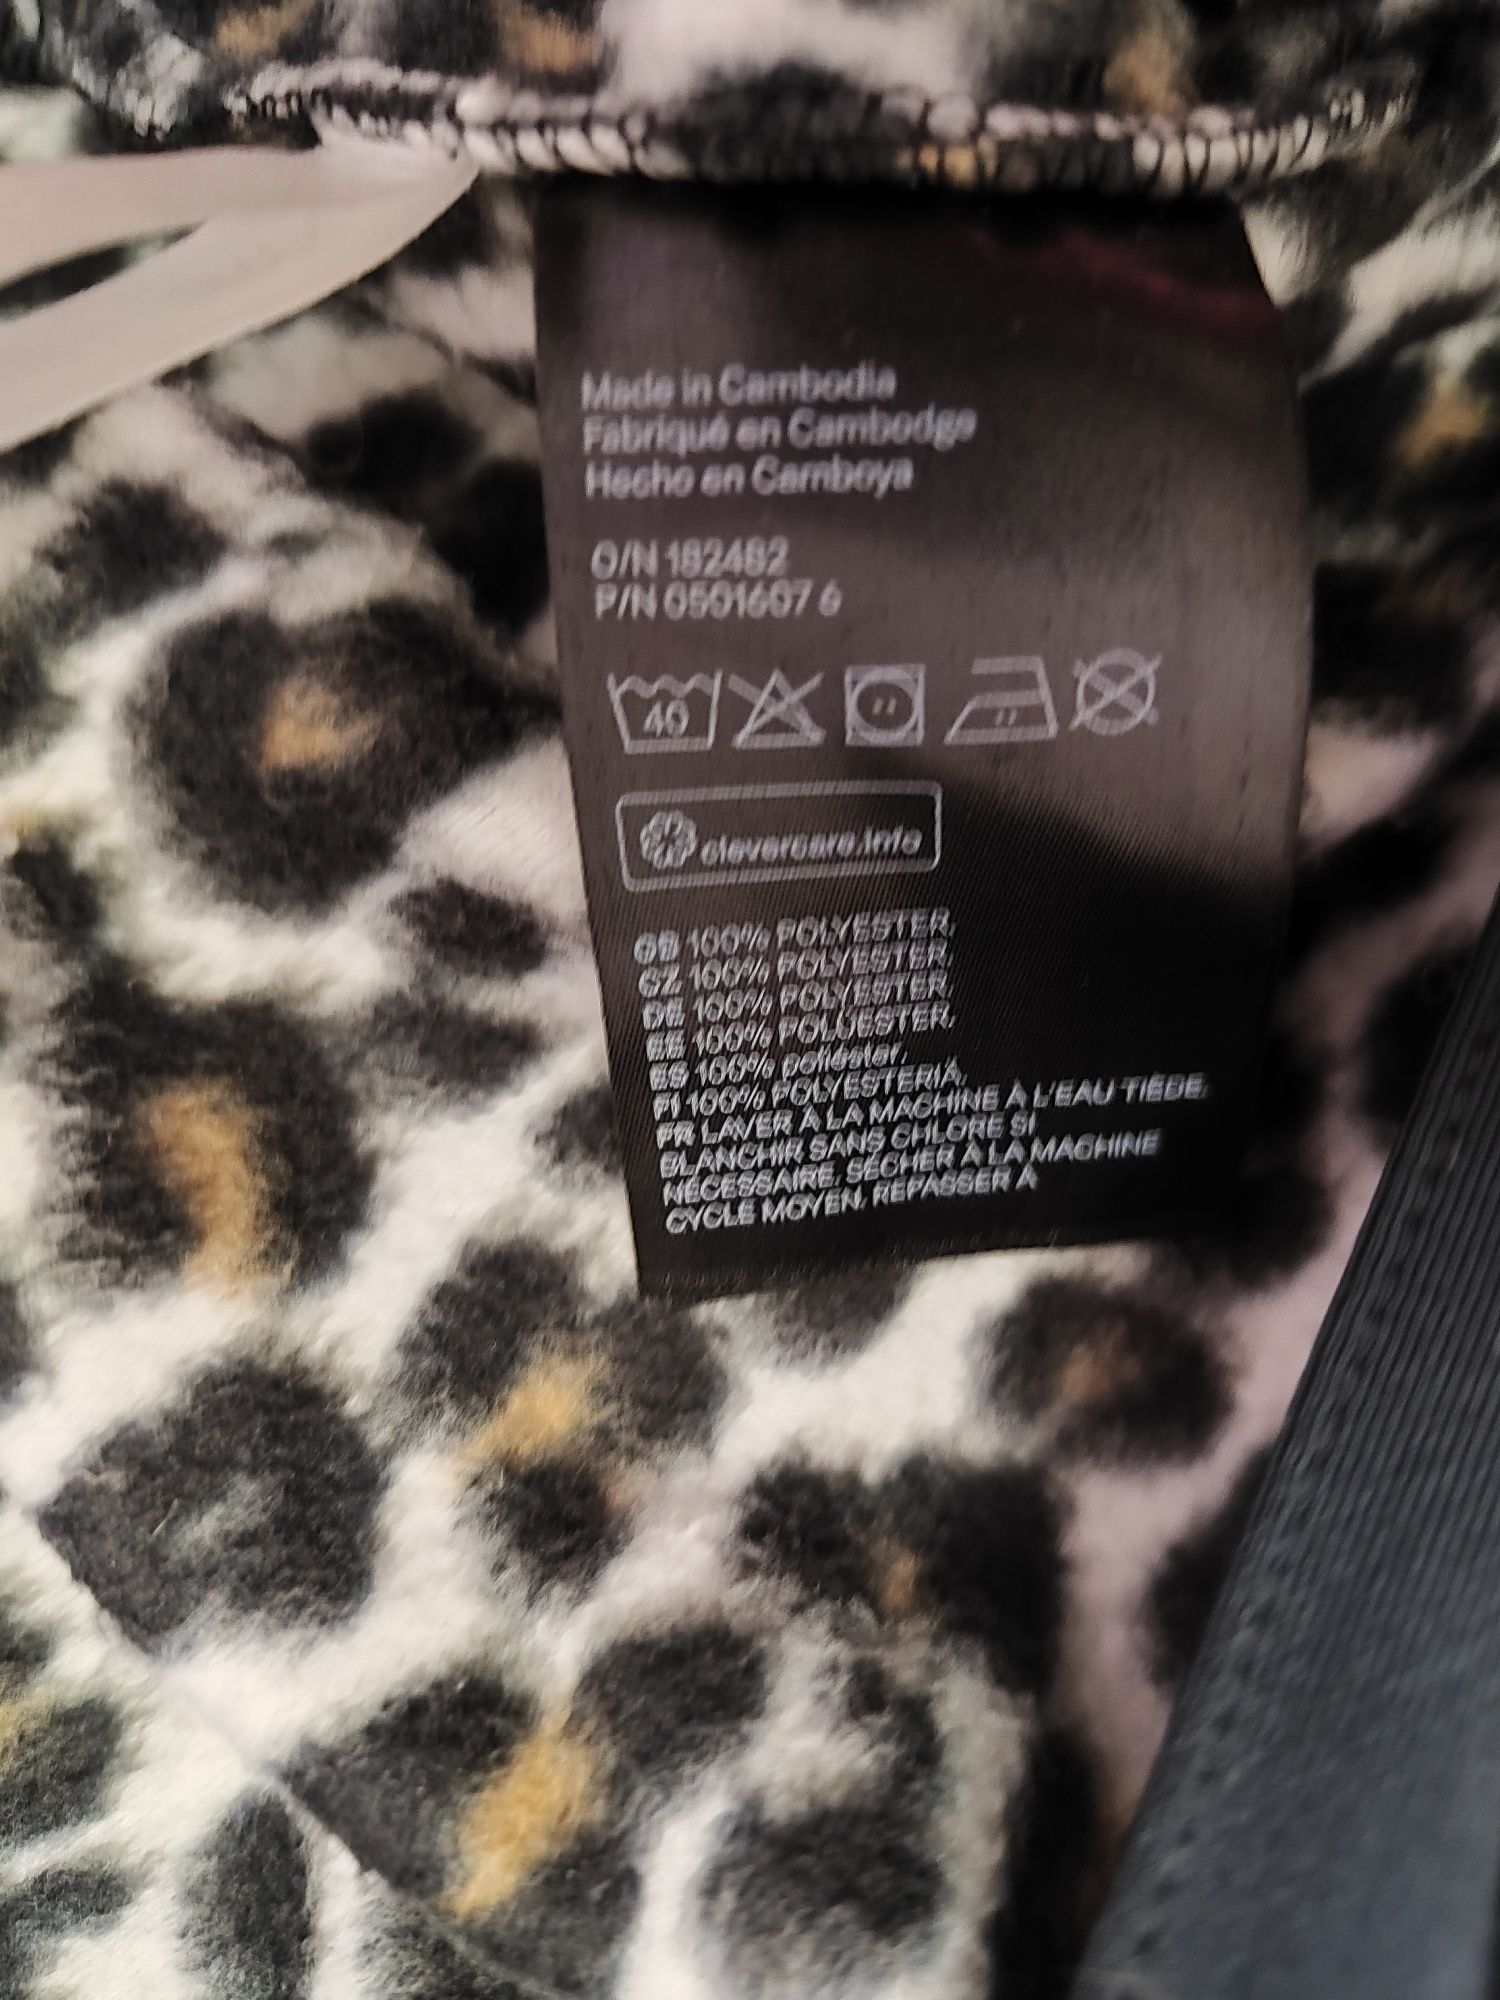 Made in Cambodia
Fabriqué en Cambodge
Hecho en Camboya
O/N 182482
P/N 0501607 6
40
clevercare.info
GB 100% POLYESTER,
CZ 100% POLYESTER,
DE 100% POLYESTER,
EE 100% POLÜESTER,
ES 100% poliéster,
FI 100% POLYESTERIÄ,
FR LAVER À LA MACHINE À L'EAU TIÈDE.
BLANCHIR SANS CHLORE SI
NÉCESSAIRE. SÉCHER À LA MACHINE
CYCLE MOYEN. REPASSER À